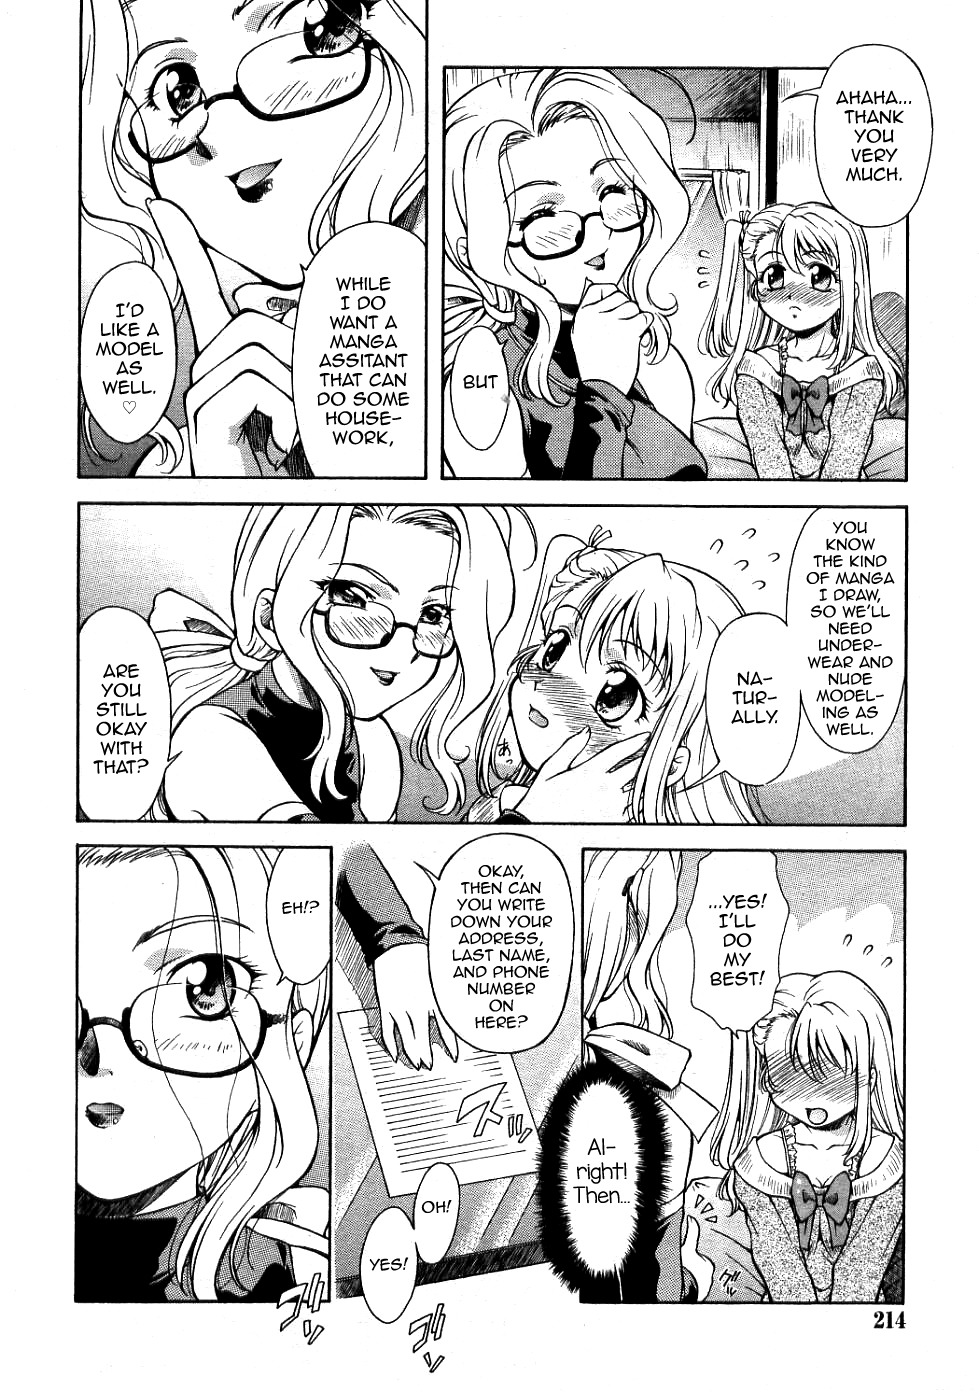 AHAHA...
THANK
YOU
VERY
MUCH.
BUT
WHILE
I DO
WANT A
MANGA
ASSITANT
THAT CAN
DO SOME
HOUSE-
WORK,
I'D
LIKE A
MODEL
AS
WELL.
♡
YOU
KNOW
THE KIND
OF MANGA
I DRAW,
SO WE'LL
NEED
UNDER-
WEAR AND
NUDE
MODEL-
ING AS
WELL.
NA-
TUR-
ALLY.
あっ
ARE
YOU
STILL
OKAY
WITH
THAT?
...YES!
I'LL
DO
MY
BEST!
グッ
Al-
right!
Then...
OKAY,
THEN CAN
YOU WRITE
DOWN YOUR
ADDRESS,
LAST NAME,
AND PHONE
NUMBER
ON
HERE?
OH!
YES!
EH!?
214